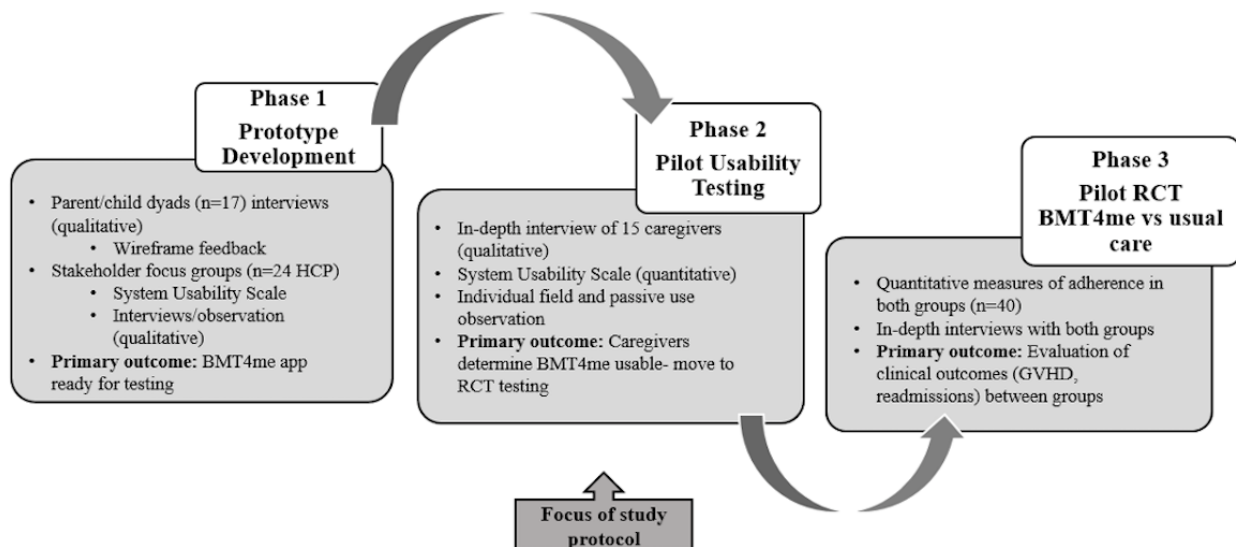 Phase 1
Prototype
Development
• Parent/child dyads (n=17) interviews
(qualitative)
• Wireframe feedback
• Stakeholder focus groups (n=24 HCP)
• System Usability Scale
• Interviews/observation
(qualitative)
• Primary outcome: BMT4me app
ready for testing
Phase 2
Pilot Usability
Testing
• In-depth interview of 15 caregivers
(qualitative)
• System Usability Scale (quantitative)
• Individual field and passive use
observation
• Primary outcome: Caregivers
determine BMT4me usable- move to
RCT testing
Phase 3
Pilot RCT
BMT4me vs usual
care
• Quantitative measures of adherence in
both groups (n=40)
• In-depth interviews with both groups
• Primary outcome: Evaluation of
clinical outcomes (GVHD,
readmissions) between groups
Focus of study
protocol